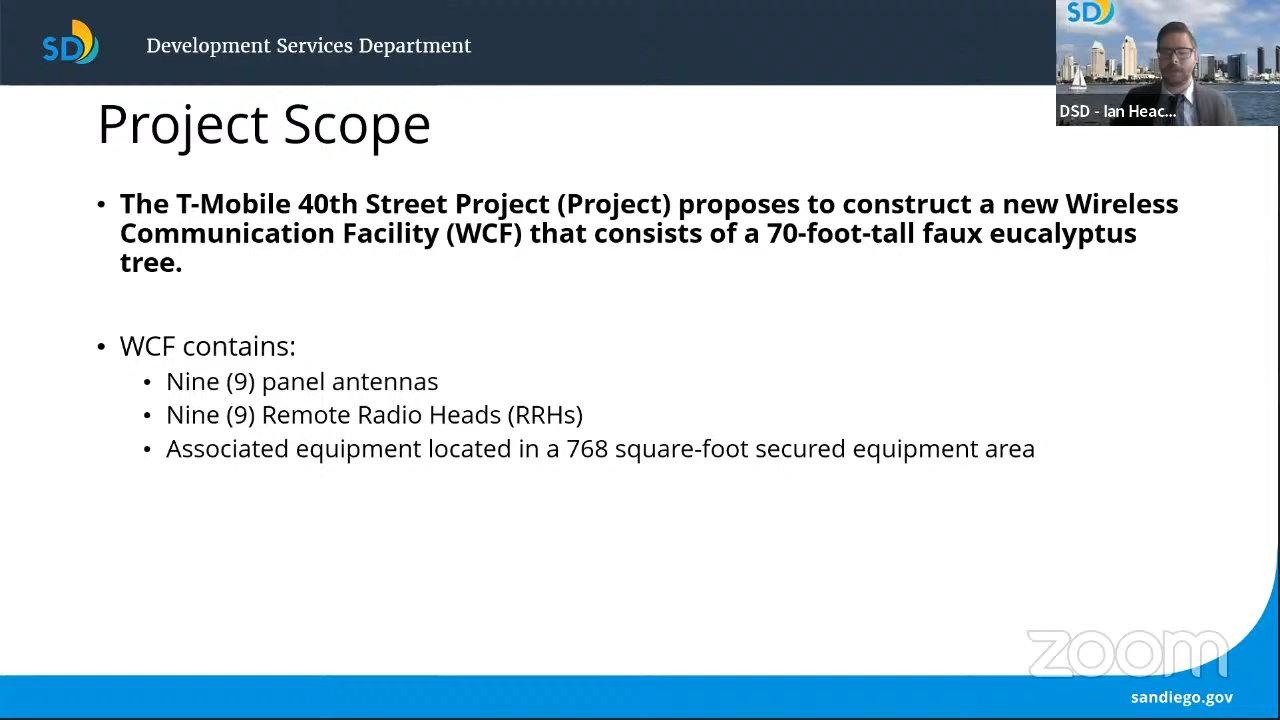 SD
Development Services Department
SD
DSD - Ian Heac...
Project Scope
• The T-Mobile 40th Street Project (Project) proposes to construct a new Wireless
Communication Facility (WCF) that consists of a 70-foot-tall faux eucalyptus
tree.
• WCF contains:
• Nine (9) panel antennas
• Nine (9) Remote Radio Heads (RRHs)
• Associated equipment located in a 768 square-foot secured equipment area
zoom
sandiego.gov